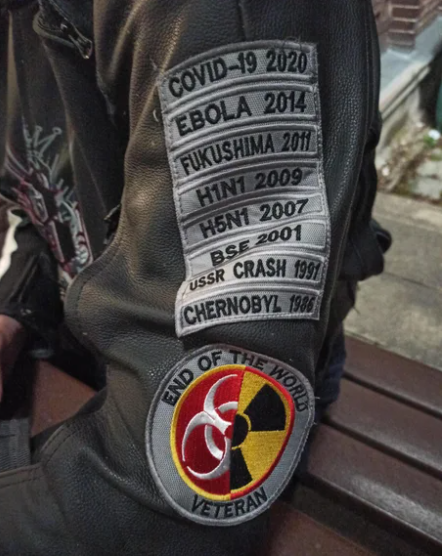 COVID-19 2020
EBOLA 2014
FUKUSHIMA 2011
H1N1 2009
H5N1 2007
BSE 2001
USSR CRASH 1991
CHERNOBYL 1986
END OF THE WORLD
VETERAN